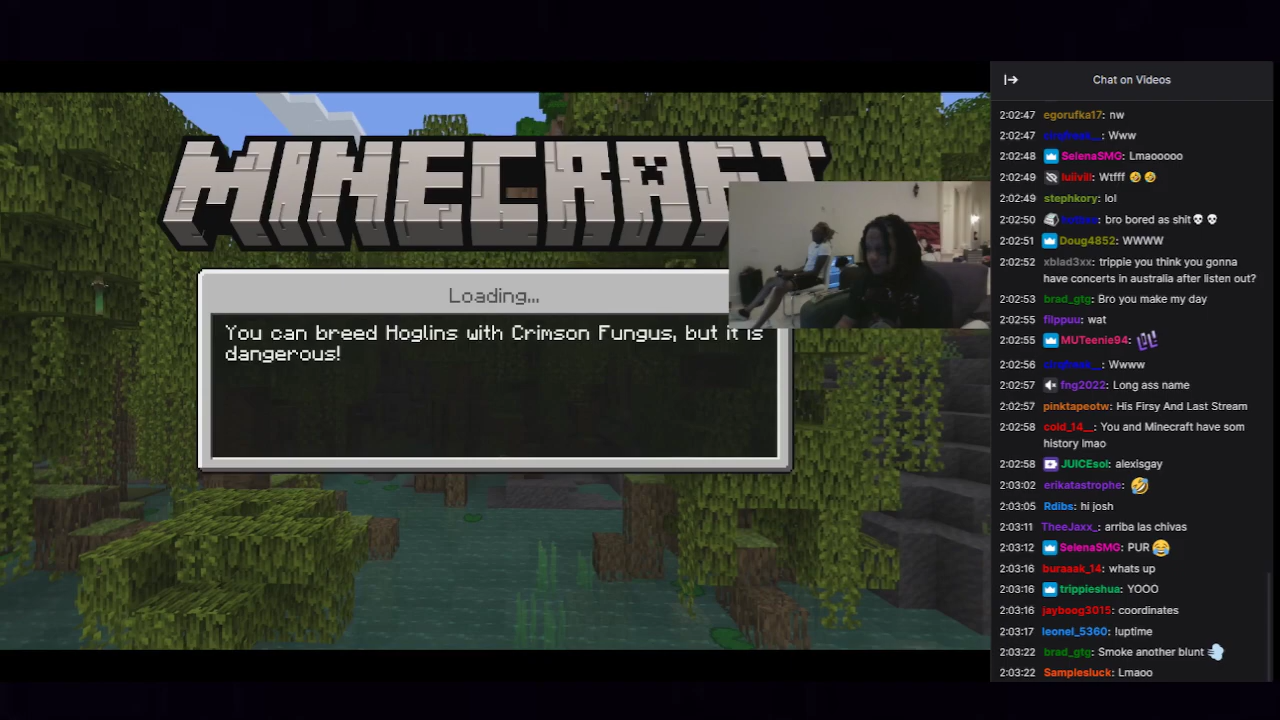 MINECRAFT
Loading...
You can breed Hoglins with Crimson Fungus, but it is
dangerous!
Chat on Videos
2:02:47 egorufka17: nw
2:02:47 : Www
2:02:48 SelenaSMG: Lmaooooo
2:02:49 : Wtfff 🤣 🤣
2:02:49 stephkory: lol
2:02:50 : bro bored as shit💀💀
2:02:51 Doug4852: WWWW
2:02:52 xblad3xx: trippie you think you gonna
have concerts in australia after listen out?
2:02:53 brad_gtg: Bro you make my day
2:02:55 filppuu: wat
2:02:55 MUTeenie94:
2:02:56 : Wwww
2:02:57 fng2022: Long ass name
2:02:57 pinktapeotw: His Firsy And Last Stream
2:02:58 cold_14__: You and Minecraft have som
history lmao
2:02:58 JUICEsol: alexisgay
2:03:02 erikatastrophe: 🤣
2:03:05 Rdibs: hi josh
2:03:11 TheeJaxx_: arriba las chivas
2:03:12 SelenaSMG: PUR 😂
2:03:16 buraaak_14: whats up
2:03:16 trippieshua: YOOO
2:03:16 jayboog3015: coordinates
2:03:17 leonel_5360: !uptime
2:03:22 brad_gtg: Smoke another blunt 💨
2:03:22 Samplesluck: Lmaoo